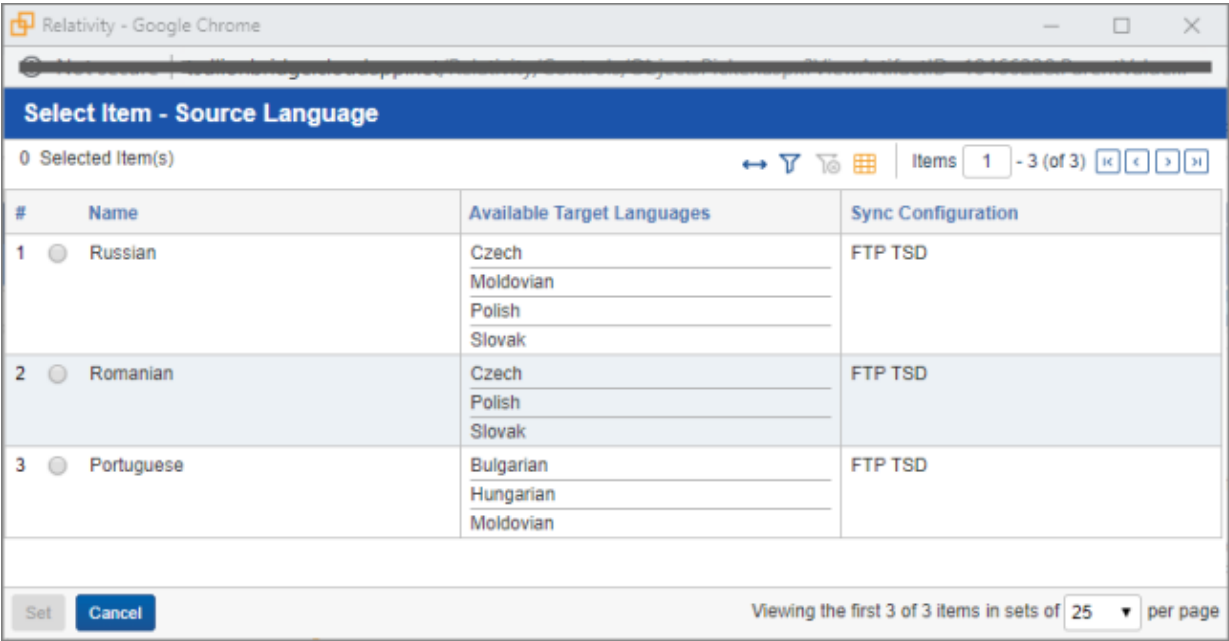 Relativity - Google Chrome
Select Item - Source Language
0 Selected Item(s)
Items 1 - 3 (of 3)
# Name Available Target Languages Sync Configuration
1 Russian Czech FTP TSD
Moldovian
Polish
Slovak
2 Romanian Czech FTP TSD
Polish
Slovak
3 Portuguese Bulgarian FTP TSD
Hungarian
Moldovian
Set Cancel Viewing the first 3 of 3 items in sets of 25 per page